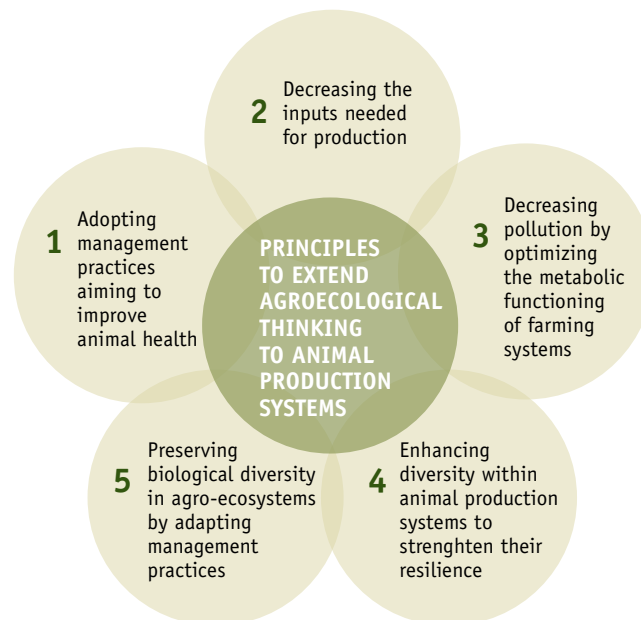 PRINCIPLES
TO EXTEND
AGROECOLOGICAL
THINKING
TO ANIMAL
PRODUCTION
SYSTEMS
1
Adopting
management
practices
aiming to
improve
animal health
2
Decreasing the
inputs needed
for production
3
Decreasing
pollution by
optimizing
the metabolic
functioning
of farming
systems
4
Enhancing
diversity within
animal production
systems to
strenghten their
resilience
5
Preserving
biological diversity
in agro-ecosystems
by adapting
management
practices